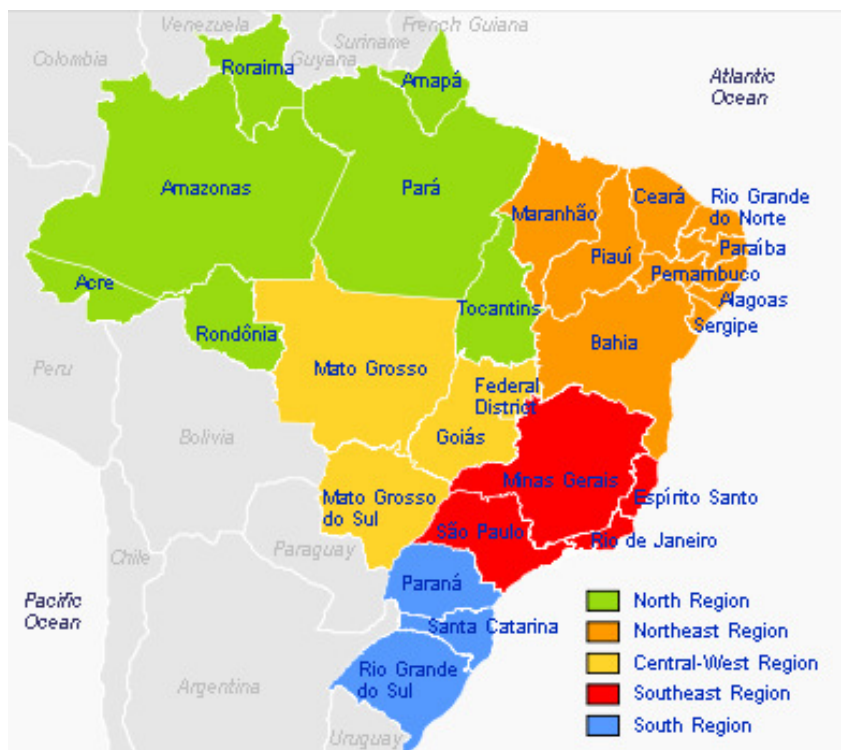 Venezuela
French Guiana
Suriname
Colombia
Guyana
Roraima
Amapá
Atlantic
Ocean
Amazonas
Pará
Maranhão
Ceará
Rio Grande
do Norte
Piauí
Paraíba
Pernambuco
Acre
Tocantins
Alagoas
Sergipe
Rondônia
Bahia
Peru
Mato Grosso
Federal
District
Bolivia
Goiás
Minas Gerais
Espírito Santo
Mato Grosso
do Sul
São Paulo
Rio de Janeiro
Paraguay
Chile
Paraná
Pacific
Ocean
Santa Catarina
Rio Grande
do Sul
Argentina
Uruguay
North Region
Northeast Region
Central-West Region
Southeast Region
South Region